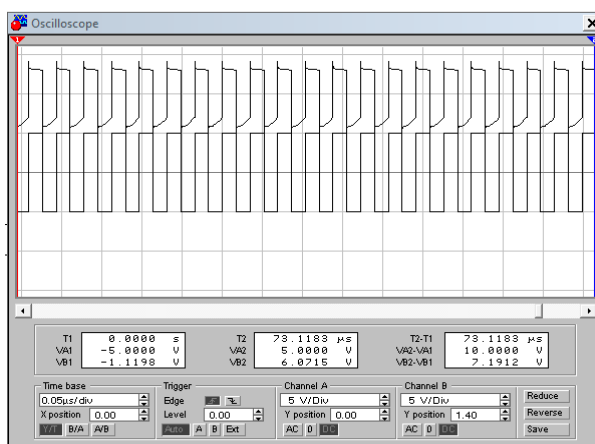 Oscilloscope
1
T1 0.0000 s T2 73.1183 µs T2-T1 73.1183 µs
VA1 -5.0000 V VA2 5.0000 V VA2-VA1 10.0000 V
VB1 -1.1198 V VB2 6.0715 V VB2-VB1 7.1912 V
Time base Trigger Channel A Channel B
0.05µs/div Edge 5 V/Div 5 V/Div Reduce
X position 0.00 Level 0.00 Y position 0.00 Y position 1.40 Reverse
Y/T B/A A/B Auto A B Ext AC 0 DC AC 0 DC Save